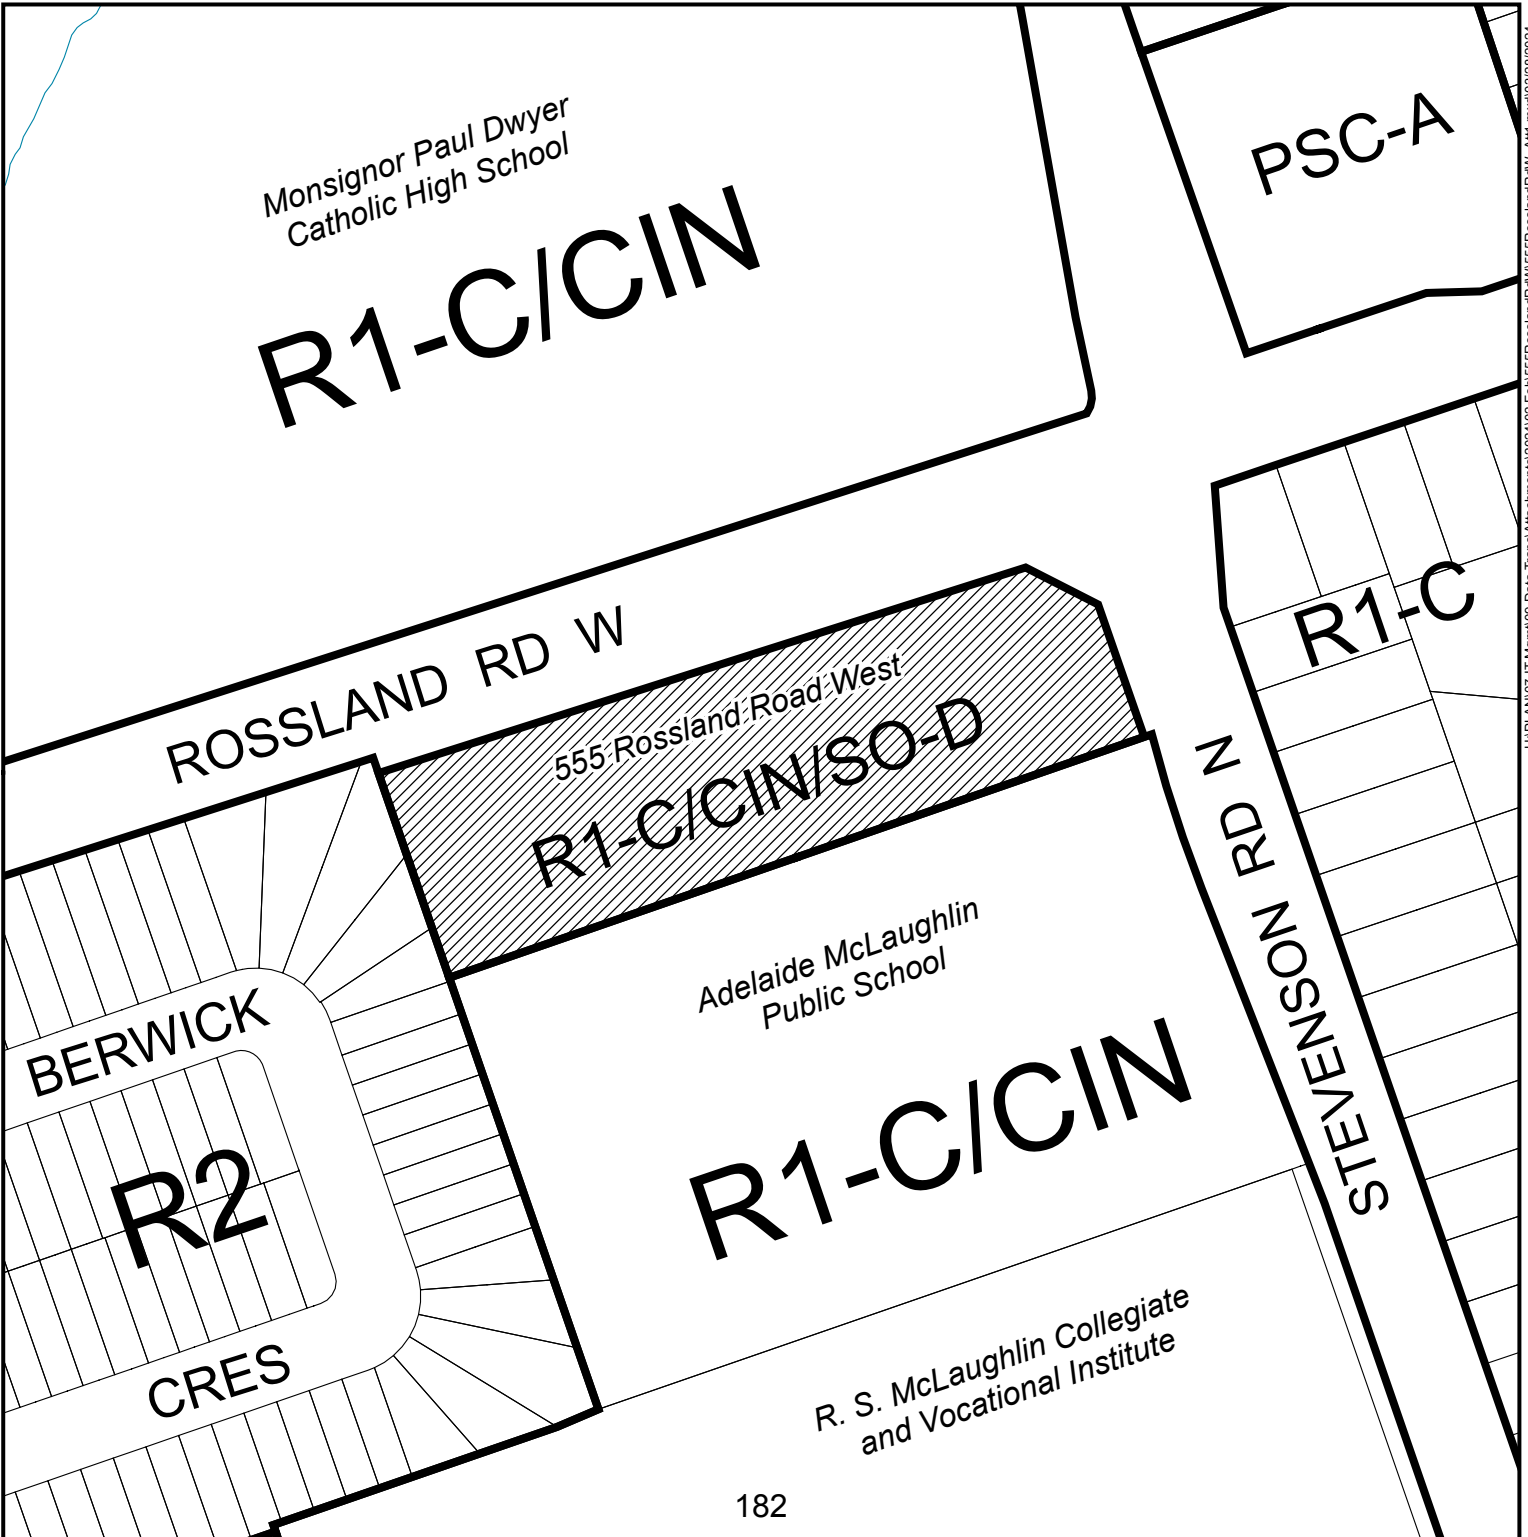 Monsignor Paul Dwyer
Catholic High School
R1-C/CIN
PSC-A
ROSSLAND RD W
R1-C
555 Rossland Road West
R1-C/CIN/SO-D
STEVENSON RD N
Adelaide McLaughlin
Public School
R1-C/CIN
BERWICK
R2
CRES
R. S. McLaughlin Collegiate
and Vocational Institute
182